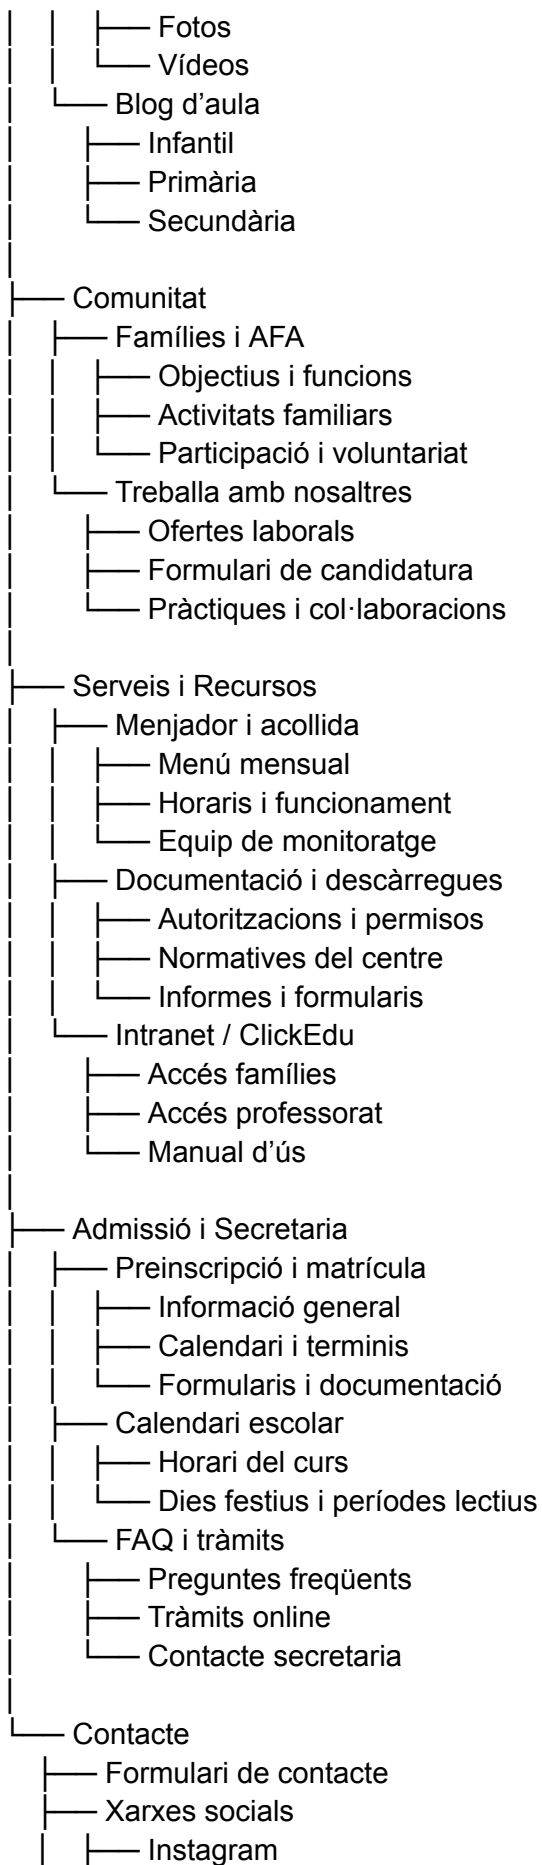 │   │   ├── Fotos
│   │   └── Vídeos
│   └── Blog d’aula
│       ├── Infantil
│       ├── Primària
│       └── Secundària
│
├── Comunitat
│   ├── Famílies i AFA
│   │   ├── Objectius i funcions
│   │   ├── Activitats familiars
│   │   └── Participació i voluntariat
│   └── Treballa amb nosaltres
│       ├── Ofertes laborals
│       ├── Formulari de candidatura
│       └── Pràctiques i col·laboracions
│
├── Serveis i Recursos
│   ├── Menjador i acollida
│   │   ├── Menú mensual
│   │   ├── Horaris i funcionament
│   │   └── Equip de monitoratge
│   ├── Documentació i descàrregues
│   │   ├── Autoritzacions i permisos
│   │   ├── Normatives del centre
│   │   └── Informes i formularis
│   └── Intranet / ClickEdu
│       ├── Accés famílies
│       ├── Accés professorat
│       └── Manual d’ús
│
├── Admissió i Secretaria
│   ├── Preinscripció i matrícula
│   │   ├── Informació general
│   │   ├── Calendari i terminis
│   │   └── Formularis i documentació
│   ├── Calendari escolar
│   │   ├── Horari del curs
│   │   └── Dies festius i períodes lectius
│   └── FAQ i tràmits
│       ├── Preguntes freqüents
│       ├── Tràmits online
│       └── Contacte secretaria
│
└── Contacte
    ├── Formulari de contacte
    ├── Xarxes socials
    │   ├── Instagram